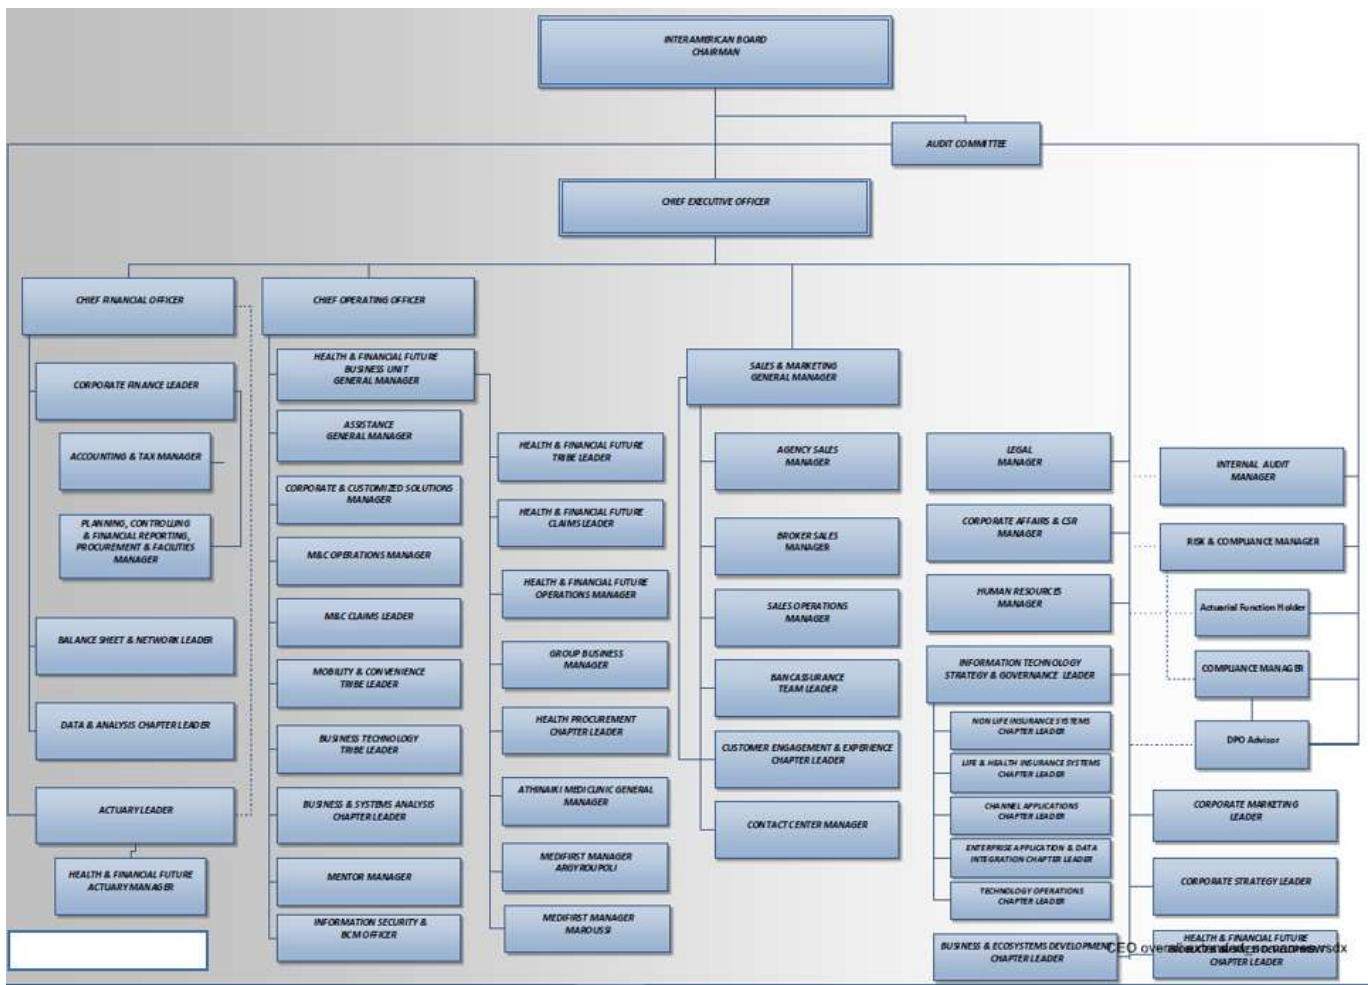 INTERAMERICAN BOARD
CHAIRMAN
AUDIT COMMITTEE
CHIEF EXECUTIVE OFFICER
CHIEF FINANCIAL OFFICER
CORPORATE FINANCE LEADER
ACCOUNTING & TAX MANAGER
PLANNING, CONTROLLING
& FINANCIAL REPORTING,
PROCUREMENT & FACILITIES
MANAGER
BALANCE SHEET & NETWORK LEADER
DATA & ANALYSIS CHAPTER LEADER
ACTUARY LEADER
HEALTH & FINANCIAL FUTURE
ACTUARY MANAGER
CHIEF OPERATING OFFICER
HEALTH & FINANCIAL FUTURE
BUSINESS UNIT
GENERAL MANAGER
ASSISTANCE
GENERAL MANAGER
CORPORATE & CUSTOMIZED SOLUTIONS
MANAGER
M&C OPERATIONS MANAGER
M&C CLAIMS LEADER
MOBILITY & CONVENIENCE
TRIBE LEADER
BUSINESS TECHNOLOGY
TRIBE LEADER
BUSINESS & SYSTEMS ANALYSIS
CHAPTER LEADER
MENTOR MANAGER
INFORMATION SECURITY &
BCM OFFICER
HEALTH & FINANCIAL FUTURE
TRIBE LEADER
HEALTH & FINANCIAL FUTURE
CLAIMS LEADER
HEALTH & FINANCIAL FUTURE
OPERATIONS MANAGER
GROUP BUSINESS
MANAGER
HEALTH PROCUREMENT
CHAPTER LEADER
ATHINAIKI MEDICLINIC GENERAL
MANAGER
MEDIFIRST MANAGER
ARGYROUPOLI
MEDIFIRST MANAGER
MAROUSSI
SALES & MARKETING
GENERAL MANAGER
AGENCY SALES
MANAGER
BROKER SALES
MANAGER
SALES OPERATIONS
MANAGER
BANCASSURANCE
TEAM LEADER
CUSTOMER ENGAGEMENT & EXPERIENCE
CHAPTER LEADER
CONTACT CENTER MANAGER
LEGAL
MANAGER
CORPORATE AFFAIRS & CSR
MANAGER
HUMAN RESOURCES
MANAGER
INFORMATION TECHNOLOGY
STRATEGY & GOVERNANCE LEADER
NON LIFE INSURANCE SYSTEMS
CHAPTER LEADER
LIFE & HEALTH INSURANCE SYSTEMS
CHAPTER LEADER
CHANNEL APPLICATIONS
CHAPTER LEADER
ENTERPRISE APPLICATION & DATA
INTEGRATION CHAPTER LEADER
TECHNOLOGY OPERATIONS
CHAPTER LEADER
BUSINESS & ECOSYSTEMS DEVELOPMENT
CHAPTER LEADER
INTERNAL AUDIT
MANAGER
RISK & COMPLIANCE MANAGER
Actuarial Function Holder
COMPLIANCE MANAGER
DPO Advisor
CORPORATE MARKETING
LEADER
CORPORATE STRATEGY LEADER
HEALTH & FINANCIAL FUTURE
CHAPTER LEADER
CEO